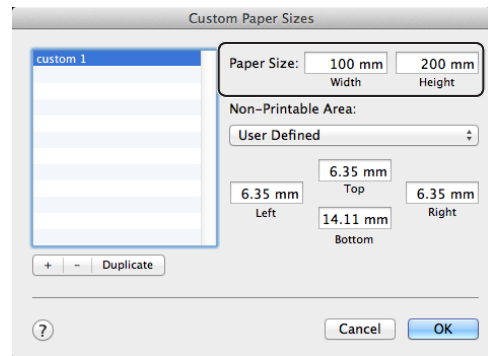 Custom Paper Sizes
custom 1
Paper Size: 100 mm 200 mm
Width Height
Non-Printable Area:
User Defined
6.35 mm
Top
6.35 mm 6.35 mm
Left Right
14.11 mm
Bottom
+ - Duplicate
? Cancel OK